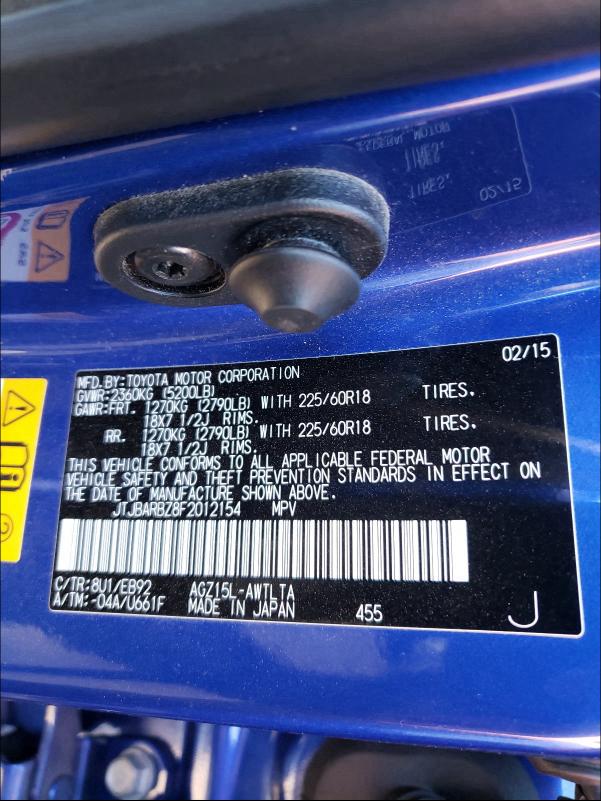 02/15
MFD.BY:TOYOTA MOTOR CORPORATION
GVWR:2360KG (5200LB)
GAWR:FRT. 1270KG (2790LB) WITH 225/60R18 TIRES.
18X7 1/2J RIMS.
RR. 1270KG (2790LB) WITH 225/60R18 TIRES.
18X7 1/2J RIMS.
THIS VEHICLE CONFORMS TO ALL APPLICABLE FEDERAL MOTOR
VEHICLE SAFETY AND THEFT PREVENTION STANDARDS IN EFFECT ON
THE DATE OF MANUFACTURE SHOWN ABOVE.
JTJBARBZ8F2012154 MPV
C/TR:8U1/EB92 AGZ15L-AWTLTA
A/TM:-04A/U661F MADE IN JAPAN 455
J